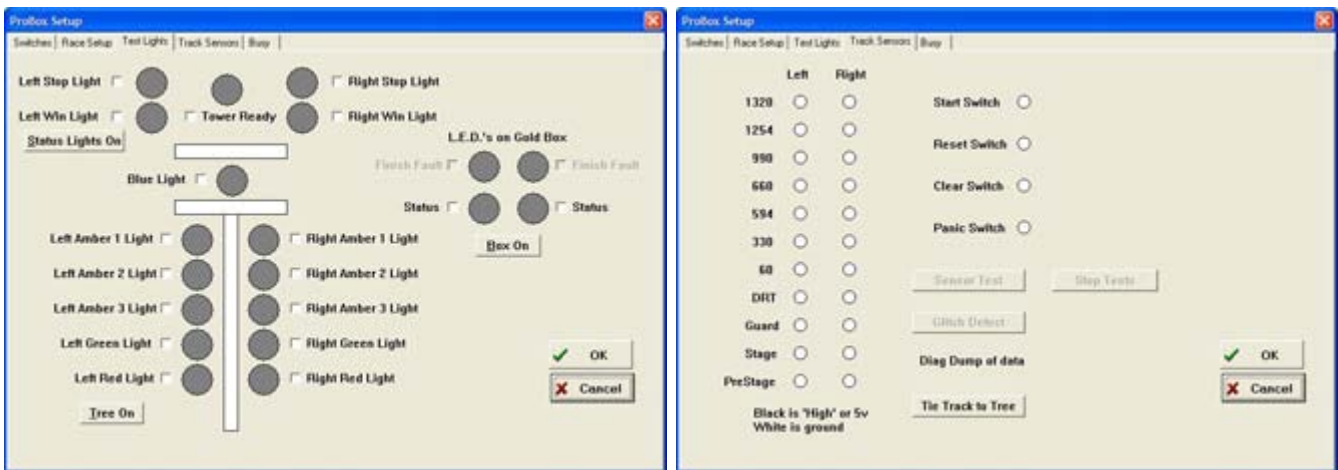 ProBox Setup
Switches Race Setup Test Lights Track Sensors Busy
Left Stop Light
Right Stop Light
Left Win Light
Tower Ready
Right Win Light
Status Lights On
L.E.D.'s on Gold Box
Finish Fault
Finish Fault
Blue Light
Status
Status
Box On
Left Amber 1 Light
Right Amber 1 Light
Left Amber 2 Light
Right Amber 2 Light
Left Amber 3 Light
Right Amber 3 Light
Left Green Light
Right Green Light
Left Red Light
Right Red Light
Tree On
OK
Cancel
ProBox Setup
Switches Race Setup Test Lights Track Sensors Busy
Left Right
1320
1254
990
660
594
330
60
DRT
Guard
Stage
PreStage
Black is 'High' or 5v
White is ground
Start Switch
Reset Switch
Clear Switch
Panic Switch
Sensor Test
Stop Tests
Glitch Detect
Diag Dump of data
Tie Track to Tree
OK
Cancel